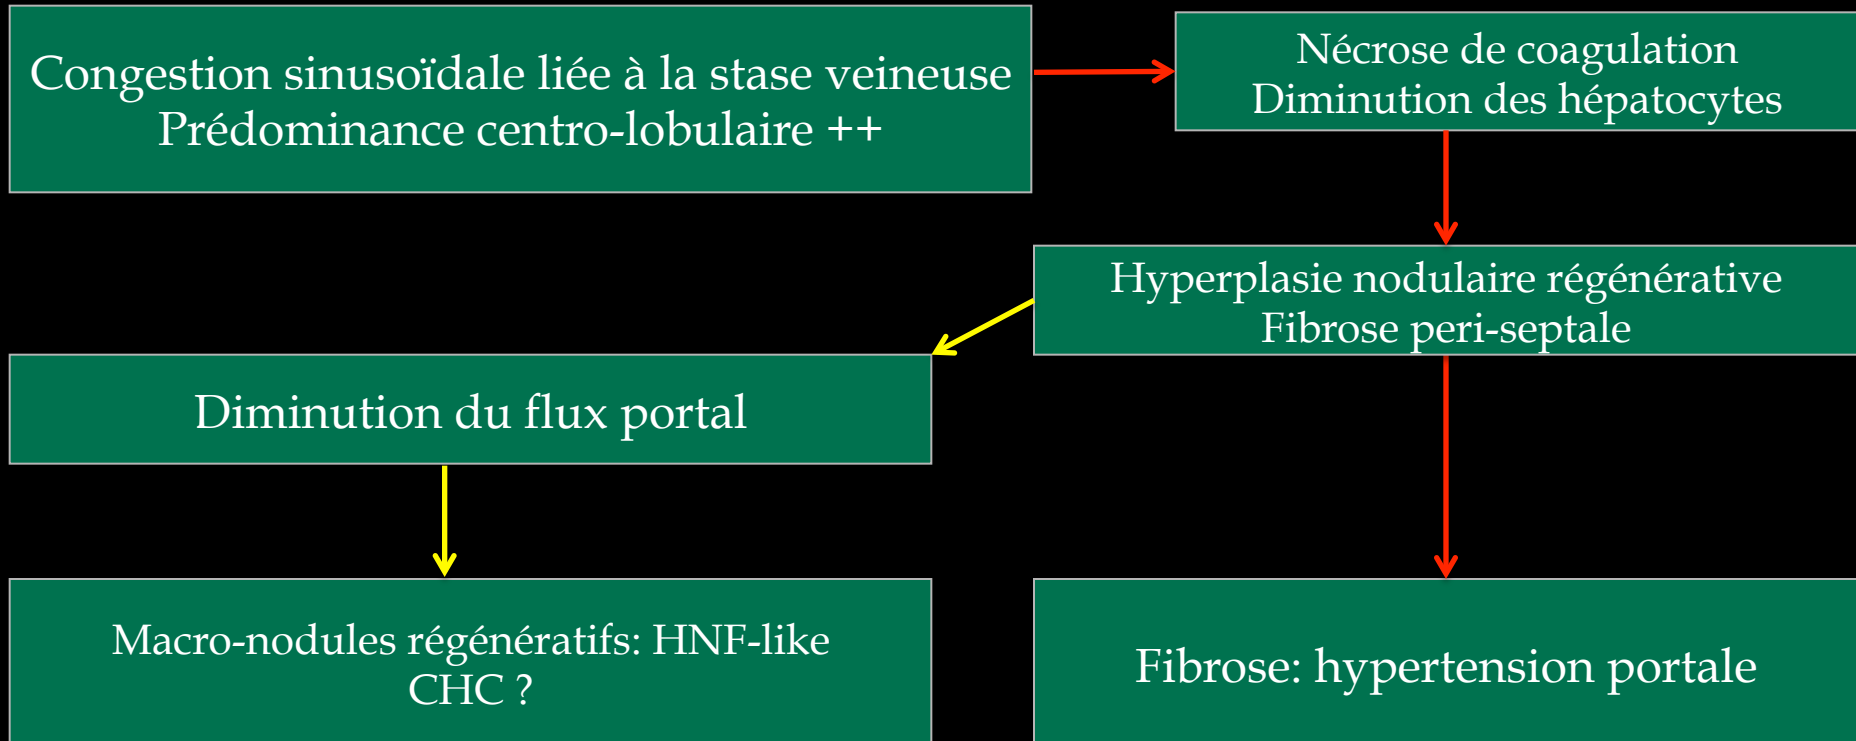 Congestion sinusoïdale liée à la stase veineuse
Prédominance centro-lobulaire ++
Nécrose de coagulation
Diminution des hépatocytes
Hyperplasie nodulaire régénérative
Fibrose peri-septale
Diminution du flux portal
Macro-nodules régénératifs: HNF-like
CHC ?
Fibrose: hypertension portale